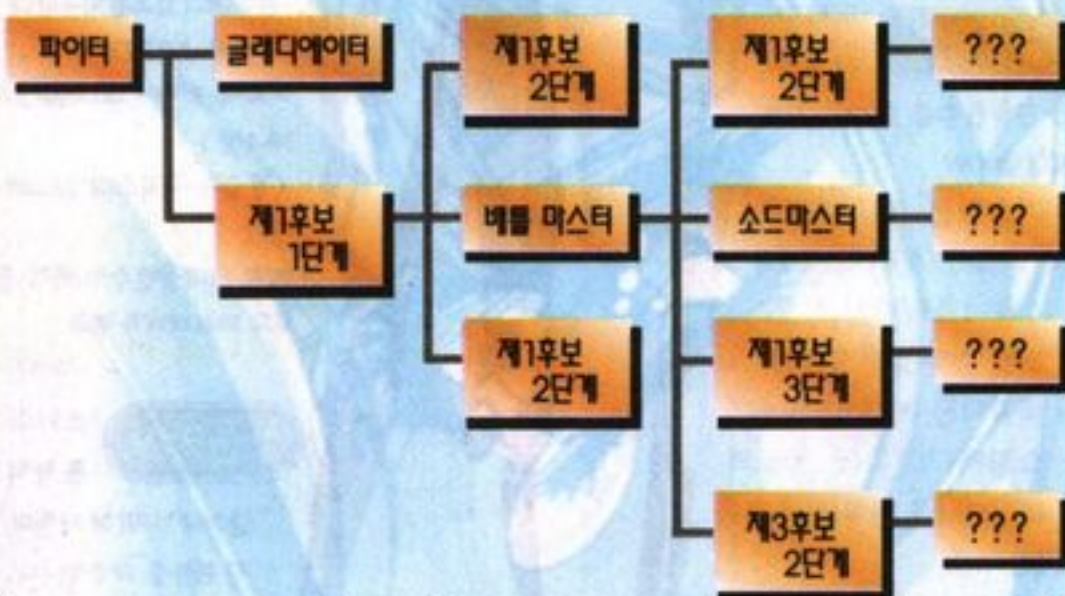 파이터
글래디에이터
제1후보
1단계
제1후보
2단계
배틀 마스터
제1후보
2단계
제1후보
2단계
소드마스터
제1후보
3단계
제3후보
2단계
???
???
???
???